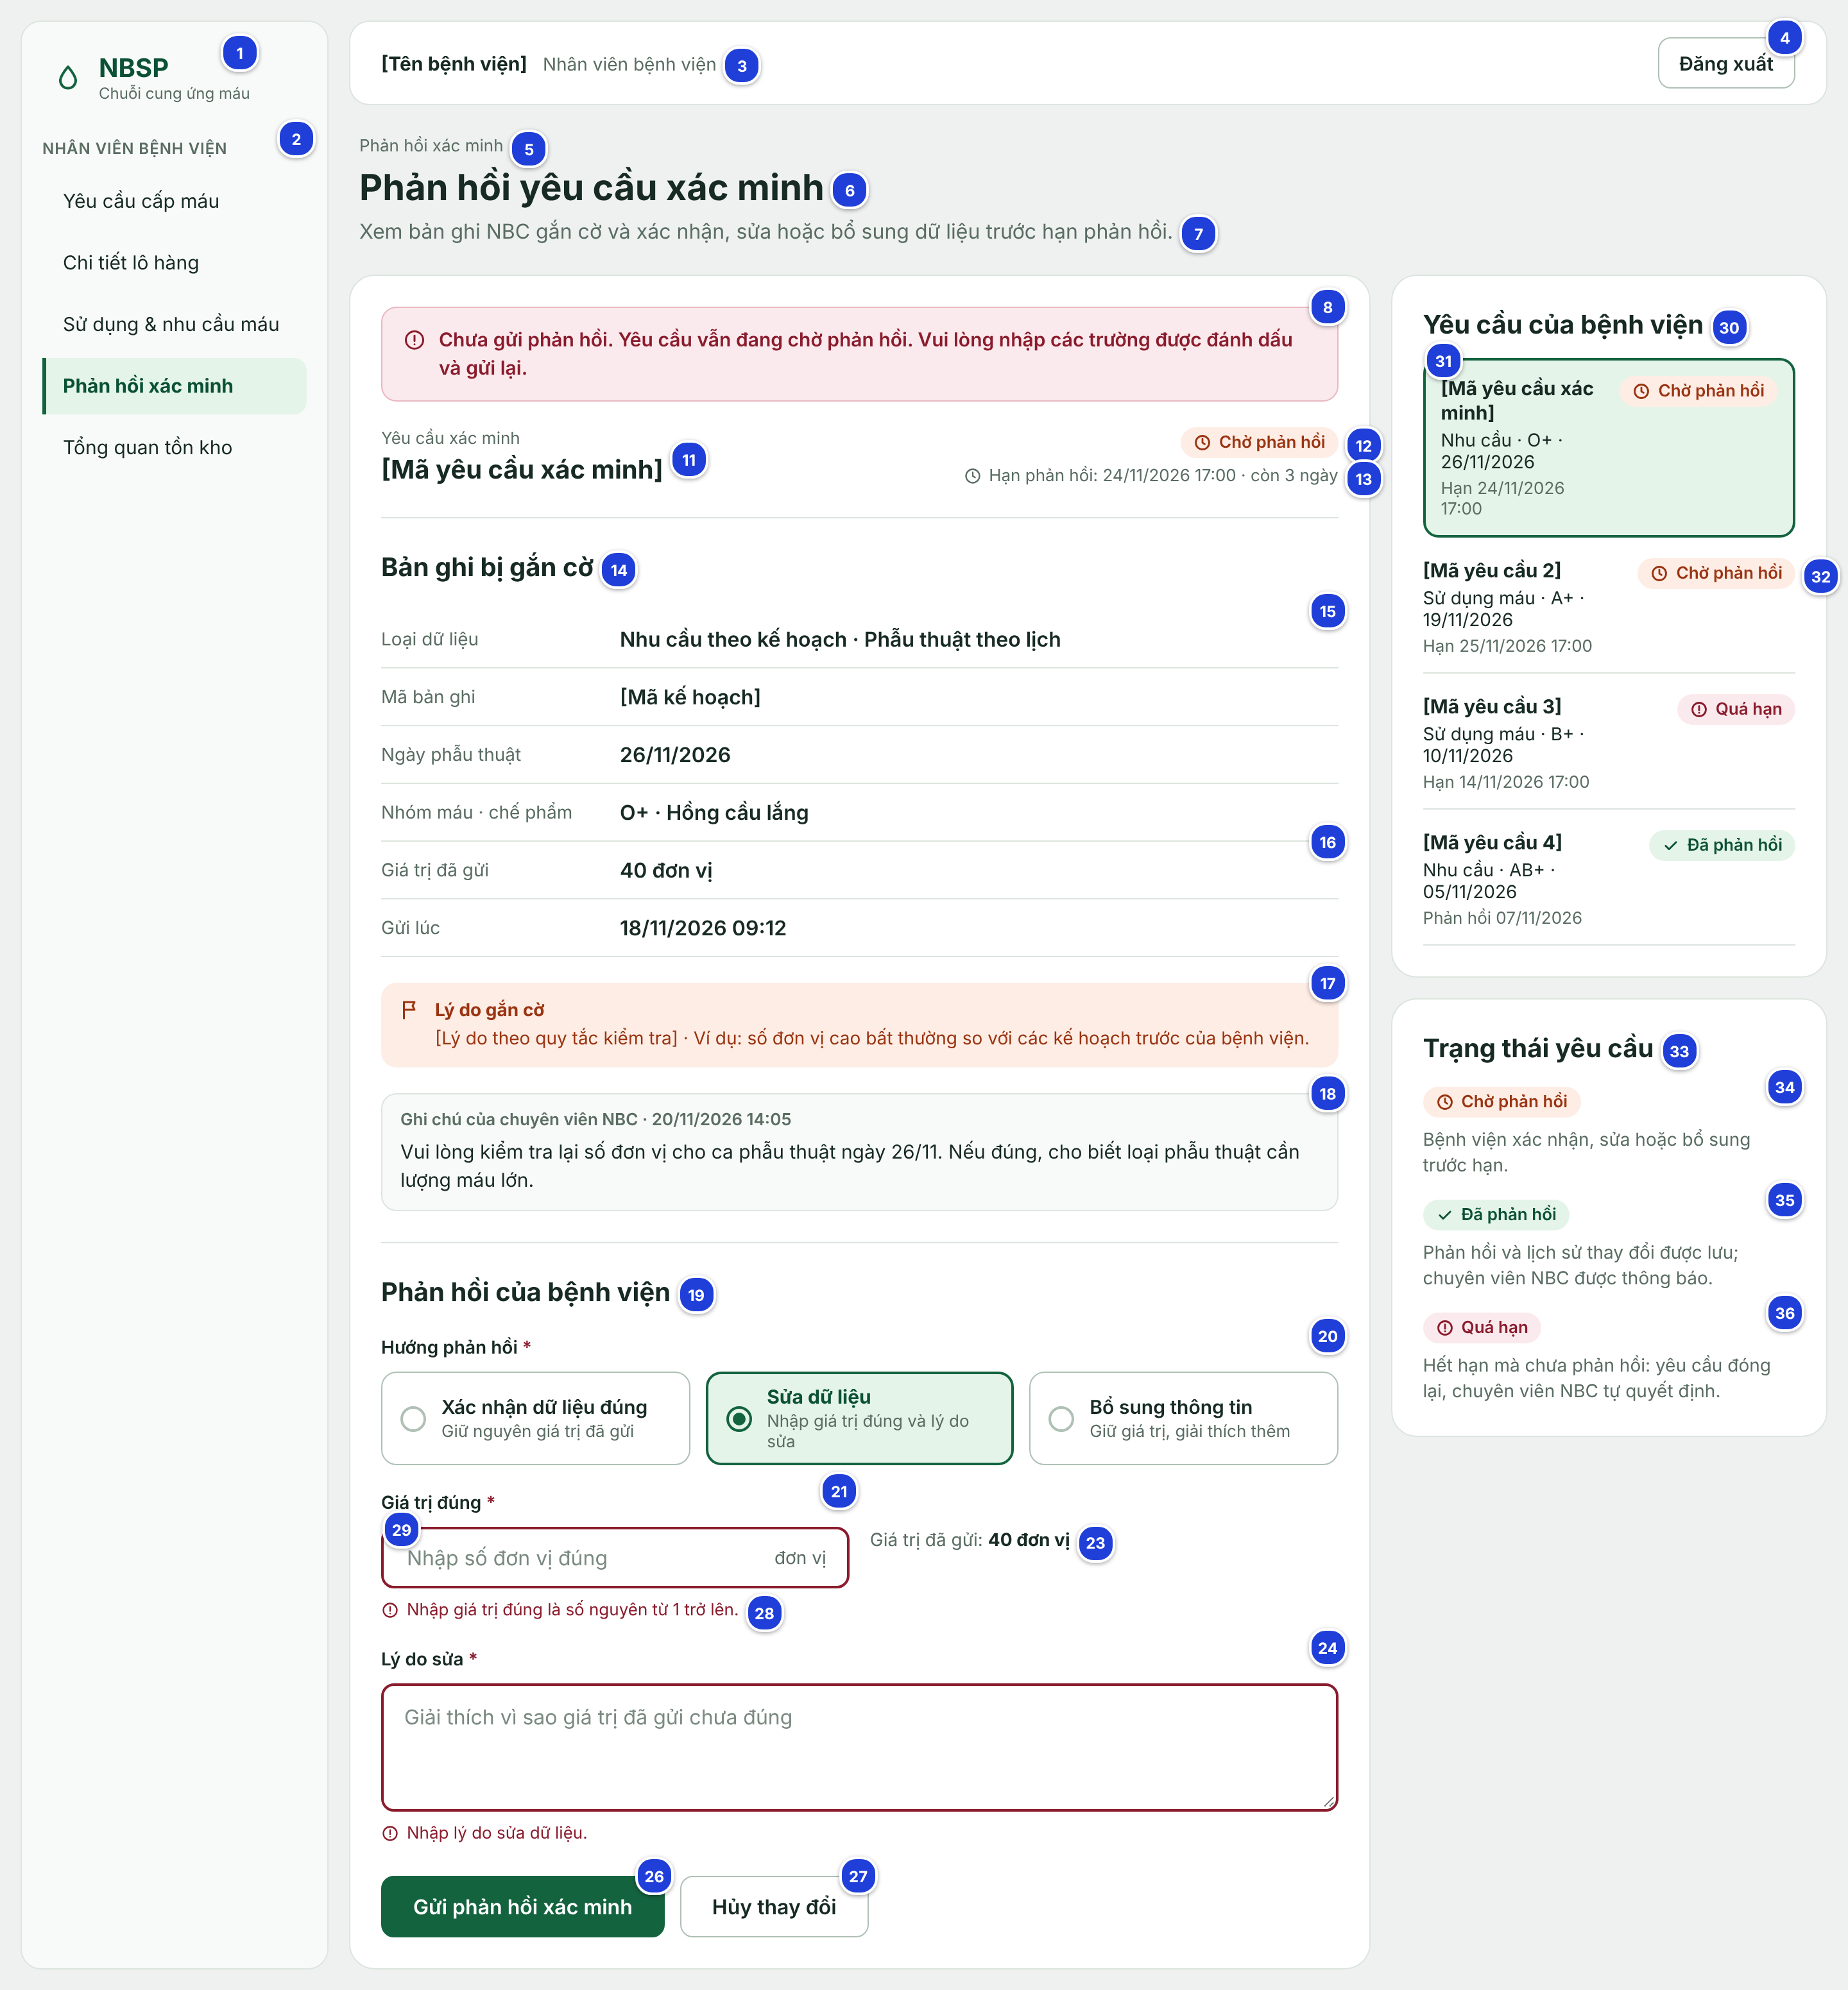 NBSP
1
Chuỗi cung ứng máu
NHÂN VIÊN BỆNH VIỆN
2
Yêu cầu cấp máu
Chi tiết lô hàng
Sử dụng & nhu cầu máu
Phản hồi xác minh
Tổng quan tồn kho
[Tên bệnh viện] Nhân viên bệnh viện
3
Đăng xuất
4
Phản hồi xác minh
5
Phản hồi yêu cầu xác minh
6
Xem bản ghi NBC gắn cờ và xác nhận, sửa hoặc bổ sung dữ liệu trước hạn phản hồi.
7
8
Chưa gửi phản hồi. Yêu cầu vẫn đang chờ phản hồi. Vui lòng nhập các trường được đánh dấu
và gửi lại.
Yêu cầu xác minh
[Mã yêu cầu xác minh]
11
Chờ phản hồi
12
Hạn phản hồi: 24/11/2026 17:00 · còn 3 ngày
13
Bản ghi bị gắn cờ
14
15
Loại dữ liệu Nhu cầu theo kế hoạch · Phẫu thuật theo lịch
Mã bản ghi [Mã kế hoạch]
Ngày phẫu thuật 26/11/2026
Nhóm máu · chế phẩm O+ · Hồng cầu lắng
16
Giá trị đã gửi 40 đơn vị
Gửi lúc 18/11/2026 09:12
17
Lý do gắn cờ
[Lý do theo quy tắc kiểm tra] · Ví dụ: số đơn vị cao bất thường so với các kế hoạch trước của bệnh viện.
18
Ghi chú của chuyên viên NBC · 20/11/2026 14:05
Vui lòng kiểm tra lại số đơn vị cho ca phẫu thuật ngày 26/11. Nếu đúng, cho biết loại phẫu thuật cần
lượng máu lớn.
Phản hồi của bệnh viện
19
Hướng phản hồi *
20
Xác nhận dữ liệu đúng
Giữ nguyên giá trị đã gửi
Sửa dữ liệu
Nhập giá trị đúng và lý do
sửa
Bổ sung thông tin
Giữ giá trị, giải thích thêm
Giá trị đúng *
21
29
Nhập số đơn vị đúng đơn vị
Giá trị đã gửi: 40 đơn vị
23
Nhập giá trị đúng là số nguyên từ 1 trở lên.
28
Lý do sửa *
24
Giải thích vì sao giá trị đã gửi chưa đúng
Nhập lý do sửa dữ liệu.
Gửi phản hồi xác minh
26
Hủy thay đổi
27
Yêu cầu của bệnh viện
30
31
[Mã yêu cầu xác
minh]
Chờ phản hồi
Nhu cầu · O+ ·
26/11/2026
Hạn 24/11/2026
17:00
[Mã yêu cầu 2]
Chờ phản hồi
32
Sử dụng máu · A+ ·
19/11/2026
Hạn 25/11/2026 17:00
[Mã yêu cầu 3]
Quá hạn
Sử dụng máu · B+ ·
10/11/2026
Hạn 14/11/2026 17:00
[Mã yêu cầu 4]
Đã phản hồi
Nhu cầu · AB+ ·
05/11/2026
Phản hồi 07/11/2026
Trạng thái yêu cầu
33
34
Chờ phản hồi
Bệnh viện xác nhận, sửa hoặc bổ sung
trước hạn.
35
Đã phản hồi
Phản hồi và lịch sử thay đổi được lưu;
chuyên viên NBC được thông báo.
36
Quá hạn
Hết hạn mà chưa phản hồi: yêu cầu đóng
lại, chuyên viên NBC tự quyết định.